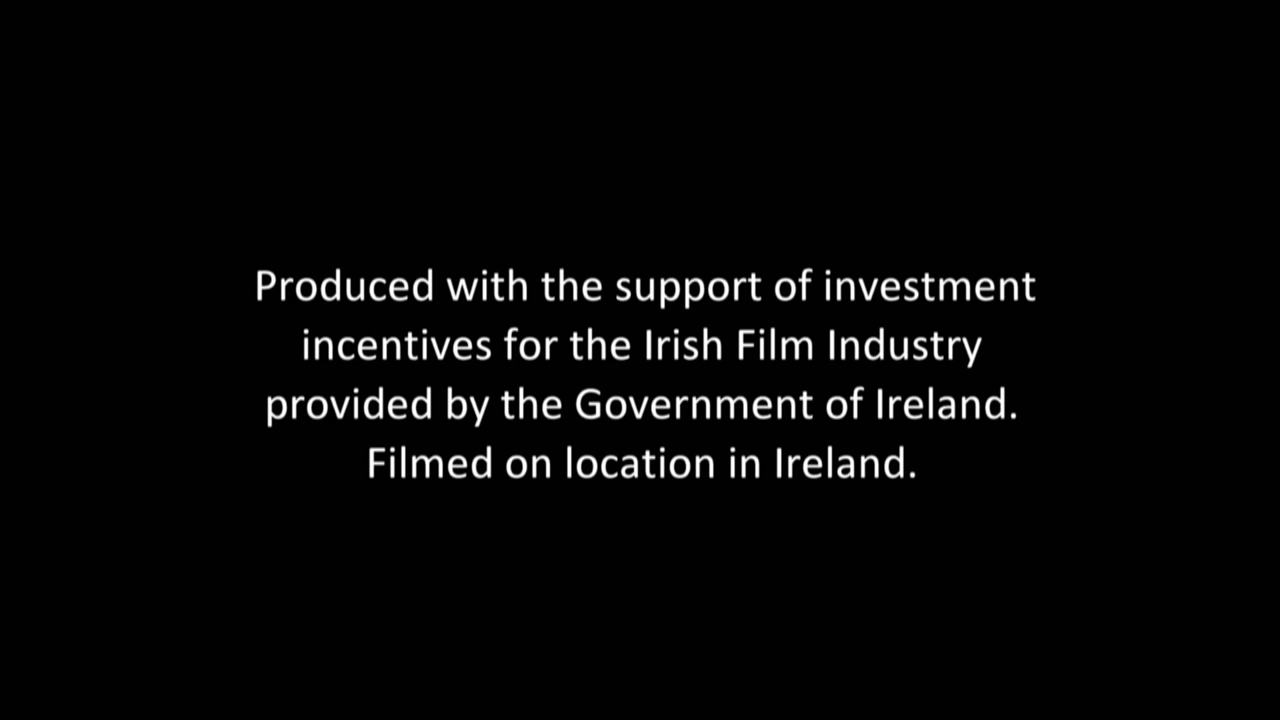 Produced with the support of investment
incentives for the Irish Film Industry
provided by the Government of Ireland.
Filmed on location in Ireland.